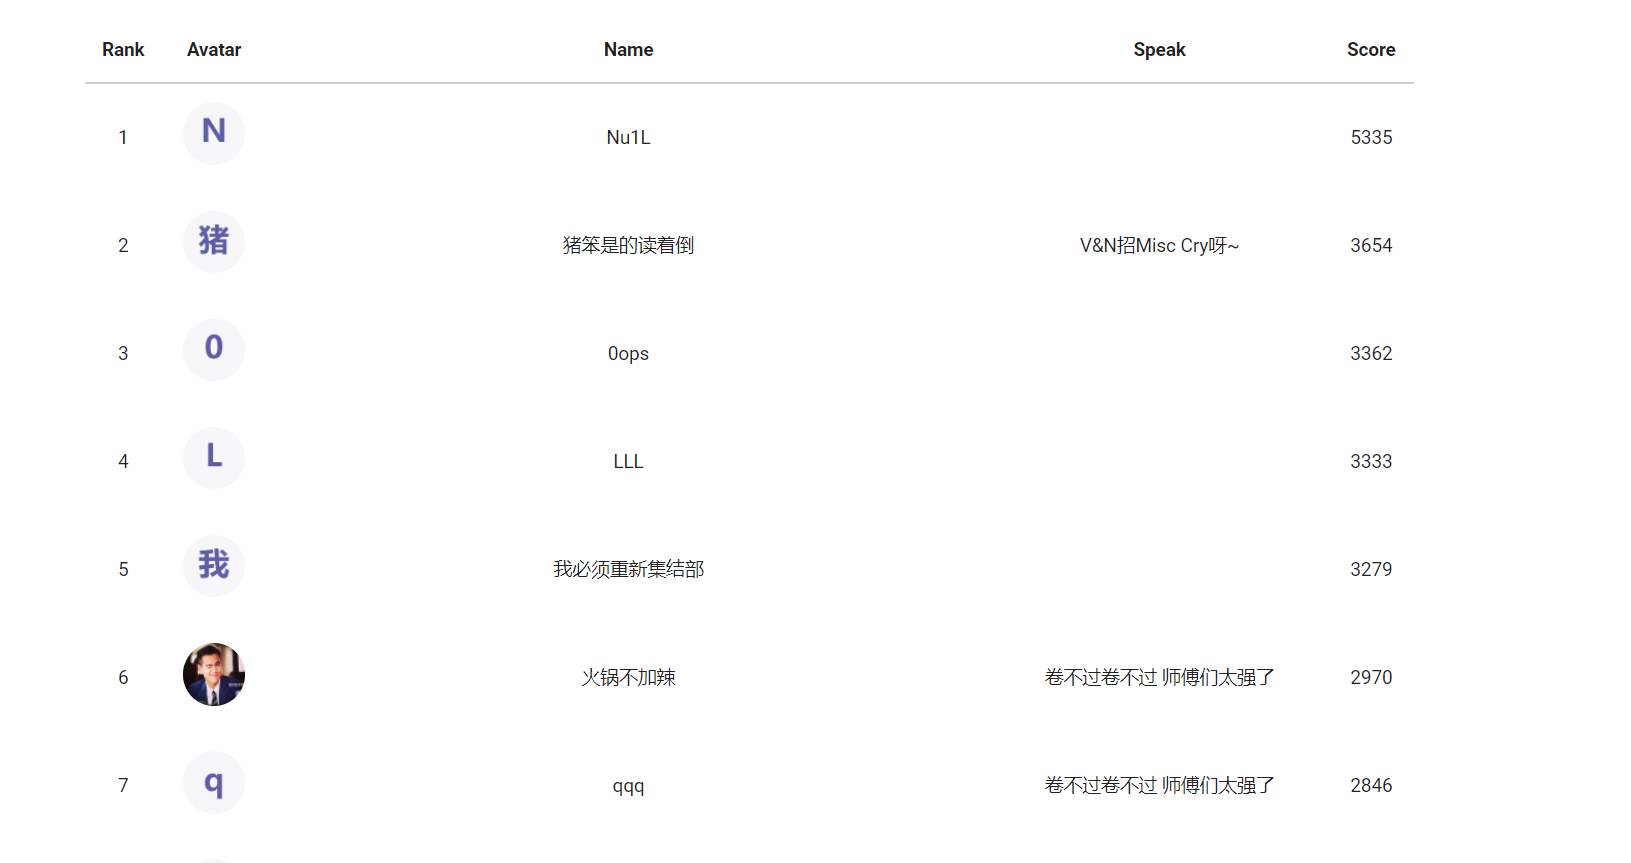 Rank Avatar Name Speak Score
1 N Nu1L 5335
2 猪 猪笨是的读着倒 V&N招Misc Cry呀~ 3654
3 0 0ops 3362
4 L LLL 3333
5 我 我必须重新集结部 3279
6 火锅不加辣 卷不过卷不过 师傅们太强了 2970
7 q qqq 卷不过卷不过 师傅们太强了 2846